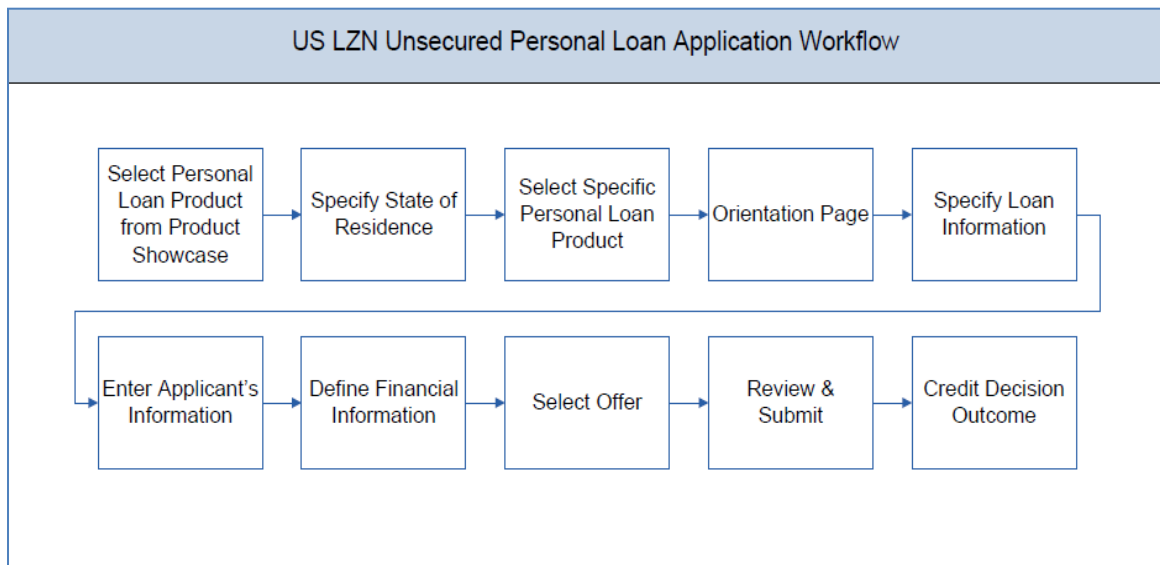 US LZN Unsecured Personal Loan Application Workflow
Select Personal
Loan Product
from Product
Showcase
Specify State of
Residence
Select Specific
Personal Loan
Product
Orientation Page
Specify Loan
Information
Enter Applicant's
Information
Define Financial
Information
Select Offer
Review &
Submit
Credit Decision
Outcome